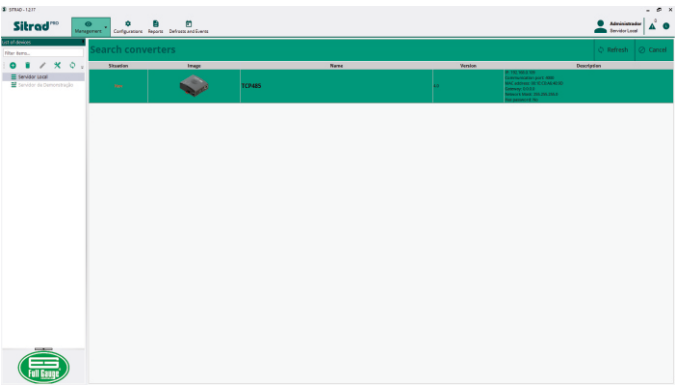 SITRAD - 1.2.17
Sitrad PRO
Management
Configurations
Reports
Defrosts and Events
Administrador
Servidor Local
List of devices
Filter items...
Search converters
Refresh
Cancel
Servidor Local
Servidor de Demonstração
Situation
Image
Name
Version
Description
TCP485
Full Gauge